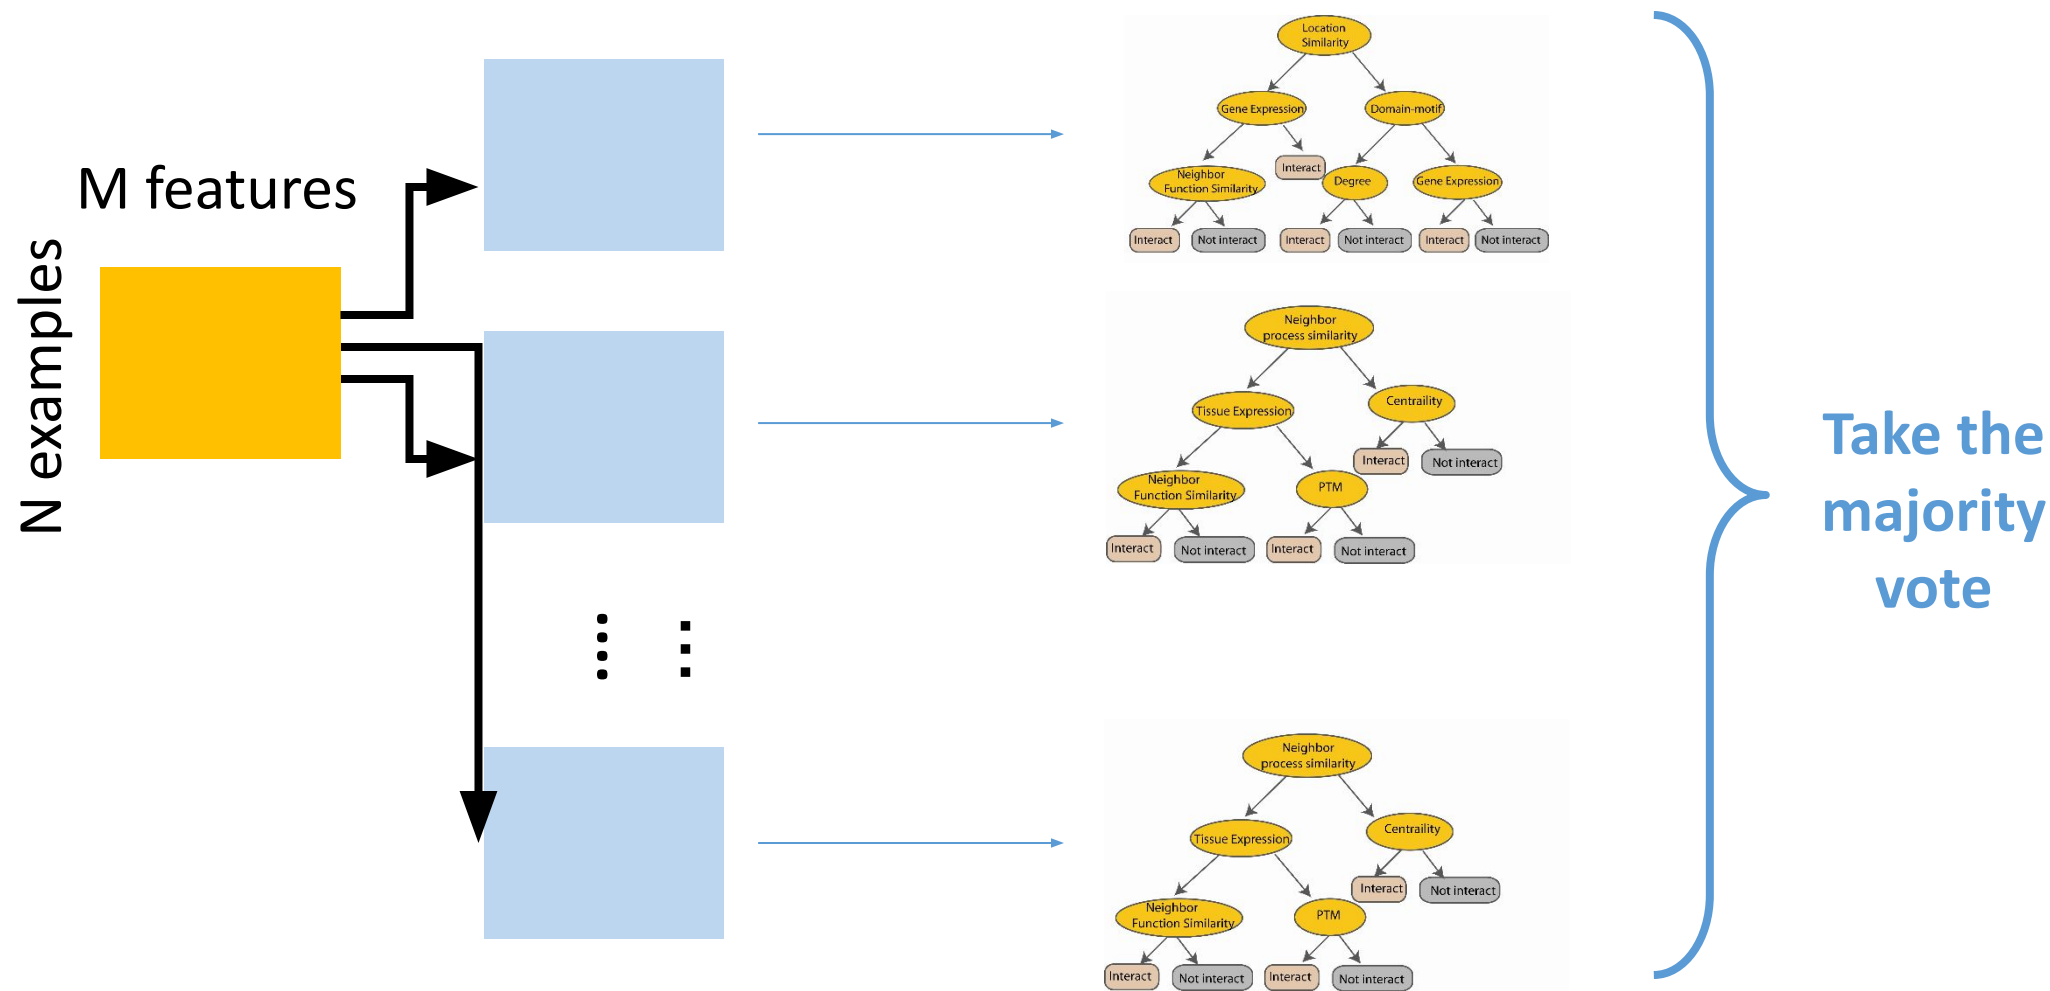 M features
N examples
Location
Similarity
Gene Expression
Domain-motif
Interact
Neighbor
Function Similarity
Degree
Gene Expression
Interact
Not interact
Interact
Not interact
Interact
Not interact
Neighbor
process similarity
Tissue Expression
Centraility
Interact
Not interact
Neighbor
Function Similarity
PTM
Interact
Not interact
Interact
Not interact
Neighbor
process similarity
Tissue Expression
Centraility
Interact
Not interact
Neighbor
Function Similarity
PTM
Interact
Not interact
Interact
Not interact
Take the
majority
vote